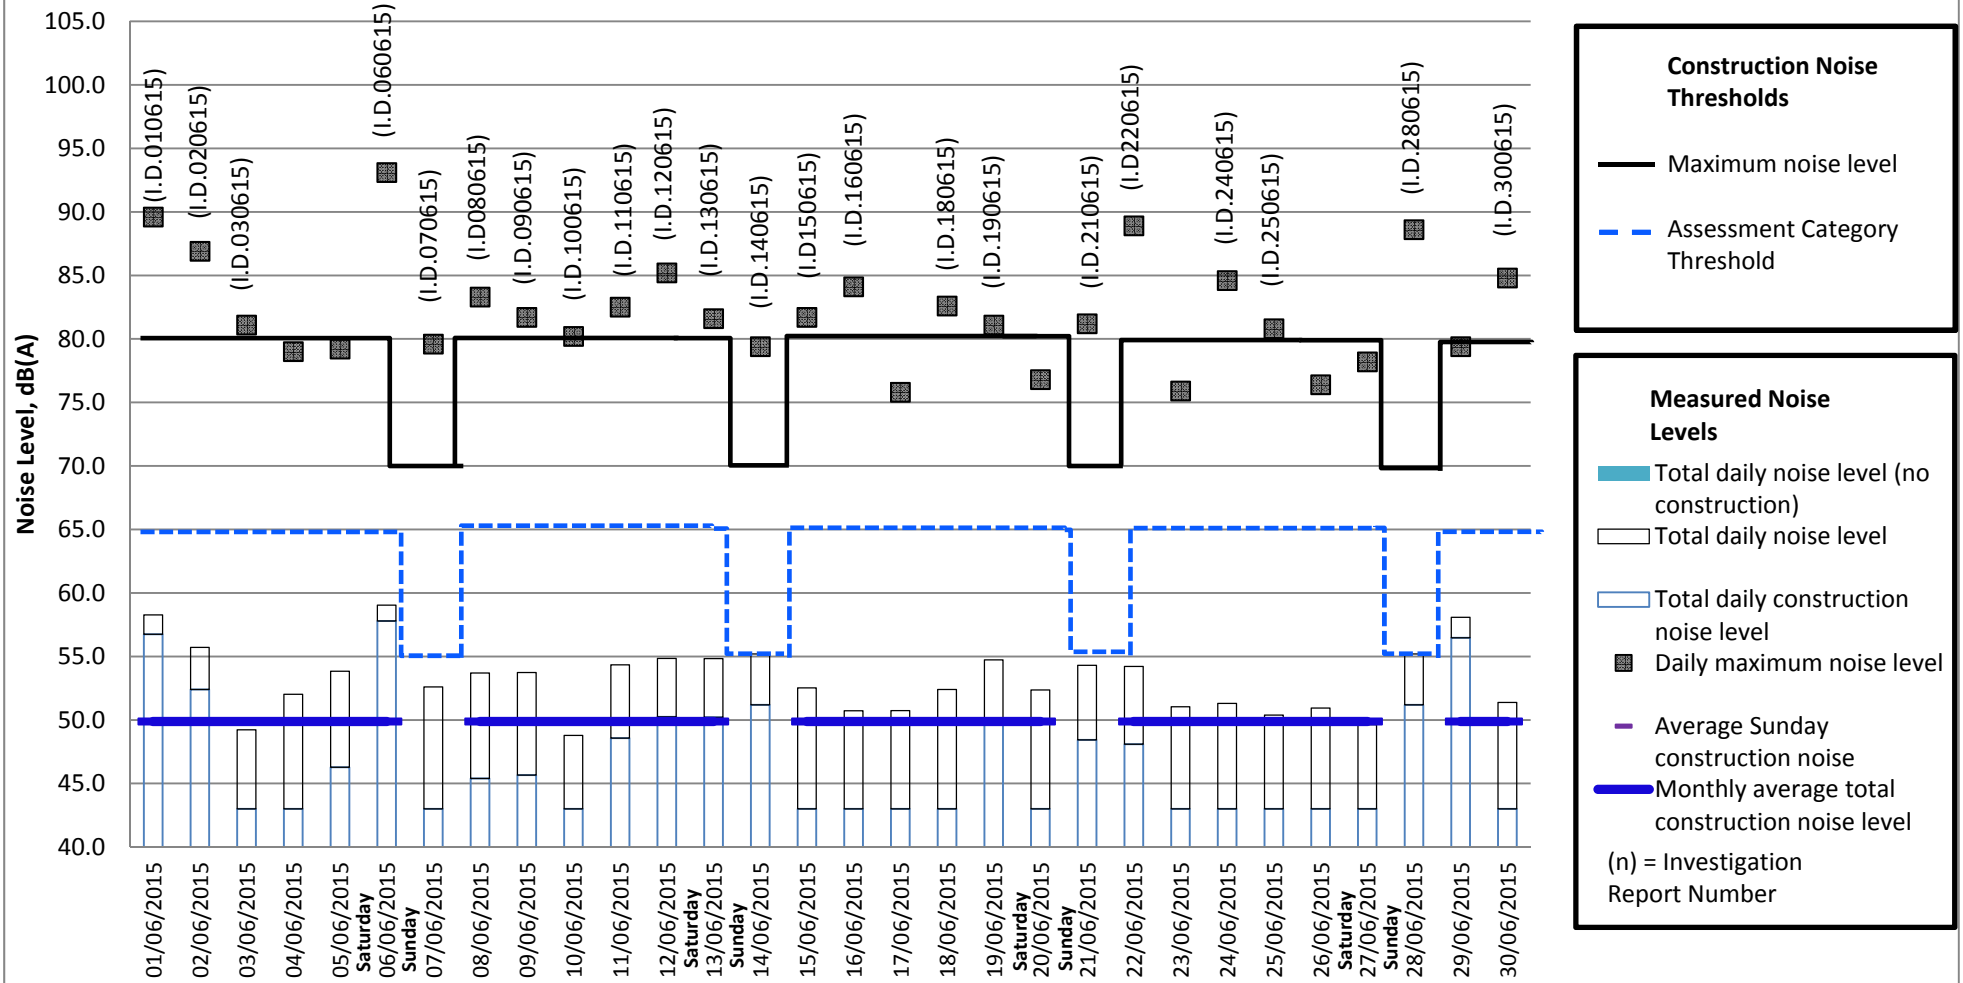 105.0
100.0
95.0
90.0
85.0
80.0
75.0
70.0
65.0
60.0
55.0
50.0
45.0
40.0
Noise Level, dB(A)
(I.D.010615)
(I.D.020615)
(I.D.030615)
(I.D.060615)
(I.D.070615)
(I.D080615)
(I.D.090615)
(I.D.100615)
(I.D.110615)
(I.D.120615)
(I.D.130615)
(I.D.140615)
(I.D150615)
(I.D.160615)
(I.D.180615)
(I.D.190615)
(I.D.210615)
(I.D220615)
(I.D.240615)
(I.D.250615)
(I.D.280615)
(I.D.300615)
01/06/2015
02/06/2015
03/06/2015
04/06/2015
05/06/2015
Saturday
06/06/2015
Sunday
07/06/2015
08/06/2015
09/06/2015
10/06/2015
11/06/2015
12/06/2015
Saturday
13/06/2015
Sunday
14/06/2015
15/06/2015
16/06/2015
17/06/2015
18/06/2015
19/06/2015
Saturday
20/06/2015
Sunday
21/06/2015
22/06/2015
23/06/2015
24/06/2015
25/06/2015
26/06/2015
Saturday
27/06/2015
Sunday
28/06/2015
29/06/2015
30/06/2015
Construction Noise
Thresholds
Maximum noise level
Assessment Category
Threshold
Measured Noise
Levels
Total daily noise level (no
construction)
Total daily noise level
Total daily construction
noise level
Daily maximum noise level
Average Sunday
construction noise
Monthly average total
construction noise level
(n) = Investigation
Report Number